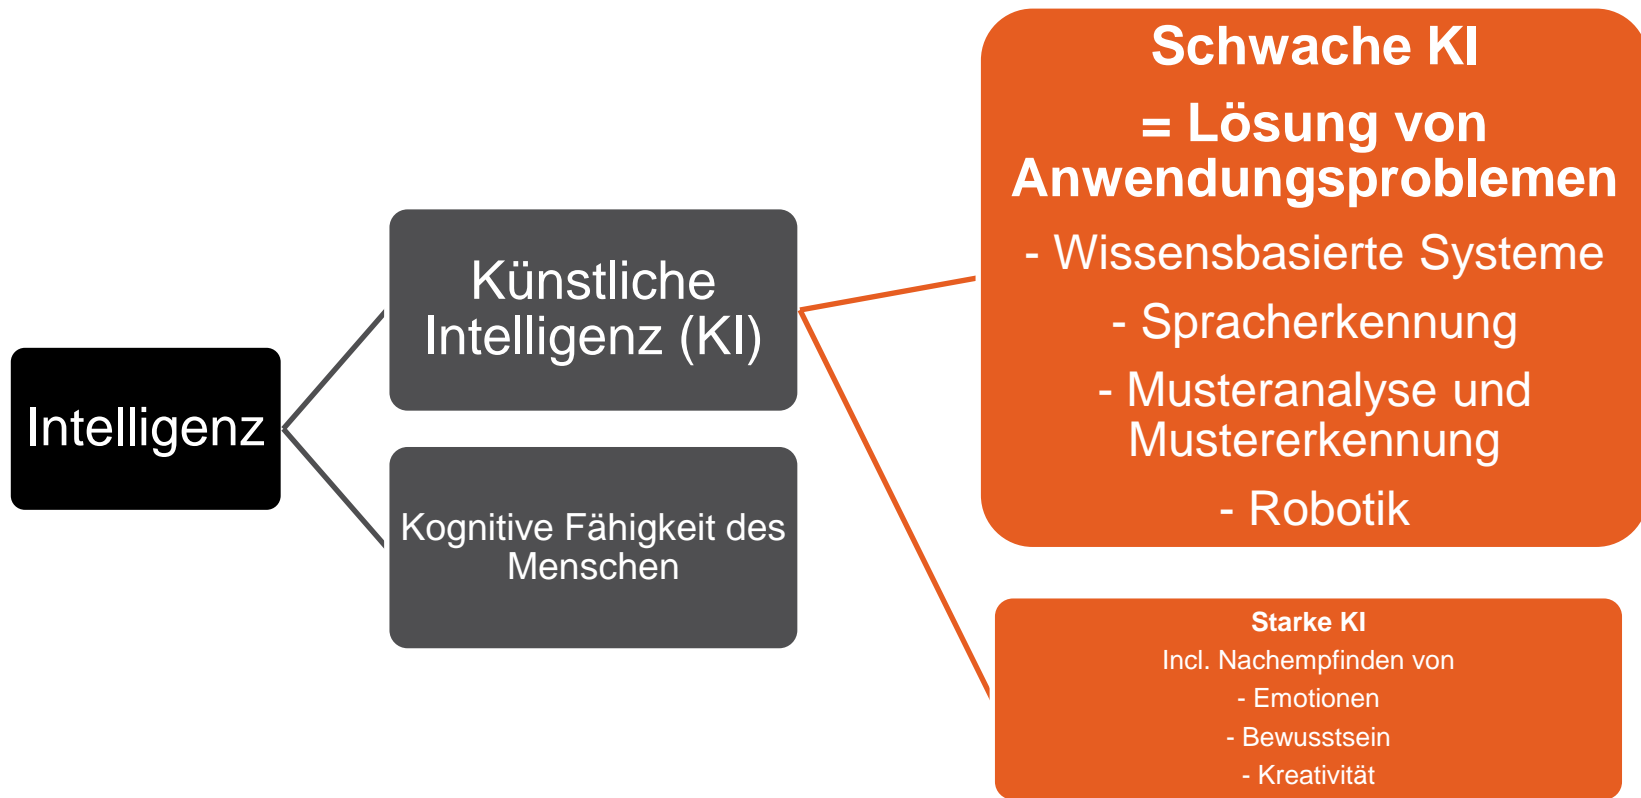 Intelligenz
Künstliche
Intelligenz (KI)
Kognitive Fähigkeit des
Menschen
Schwache KI
= Lösung von
Anwendungsproblemen
- Wissensbasierte Systeme
- Spracherkennung
- Musteranalyse und
Mustererkennung
- Robotik
Starke KI
Incl. Nachempfinden von
- Emotionen
- Bewusstsein
- Kreativität